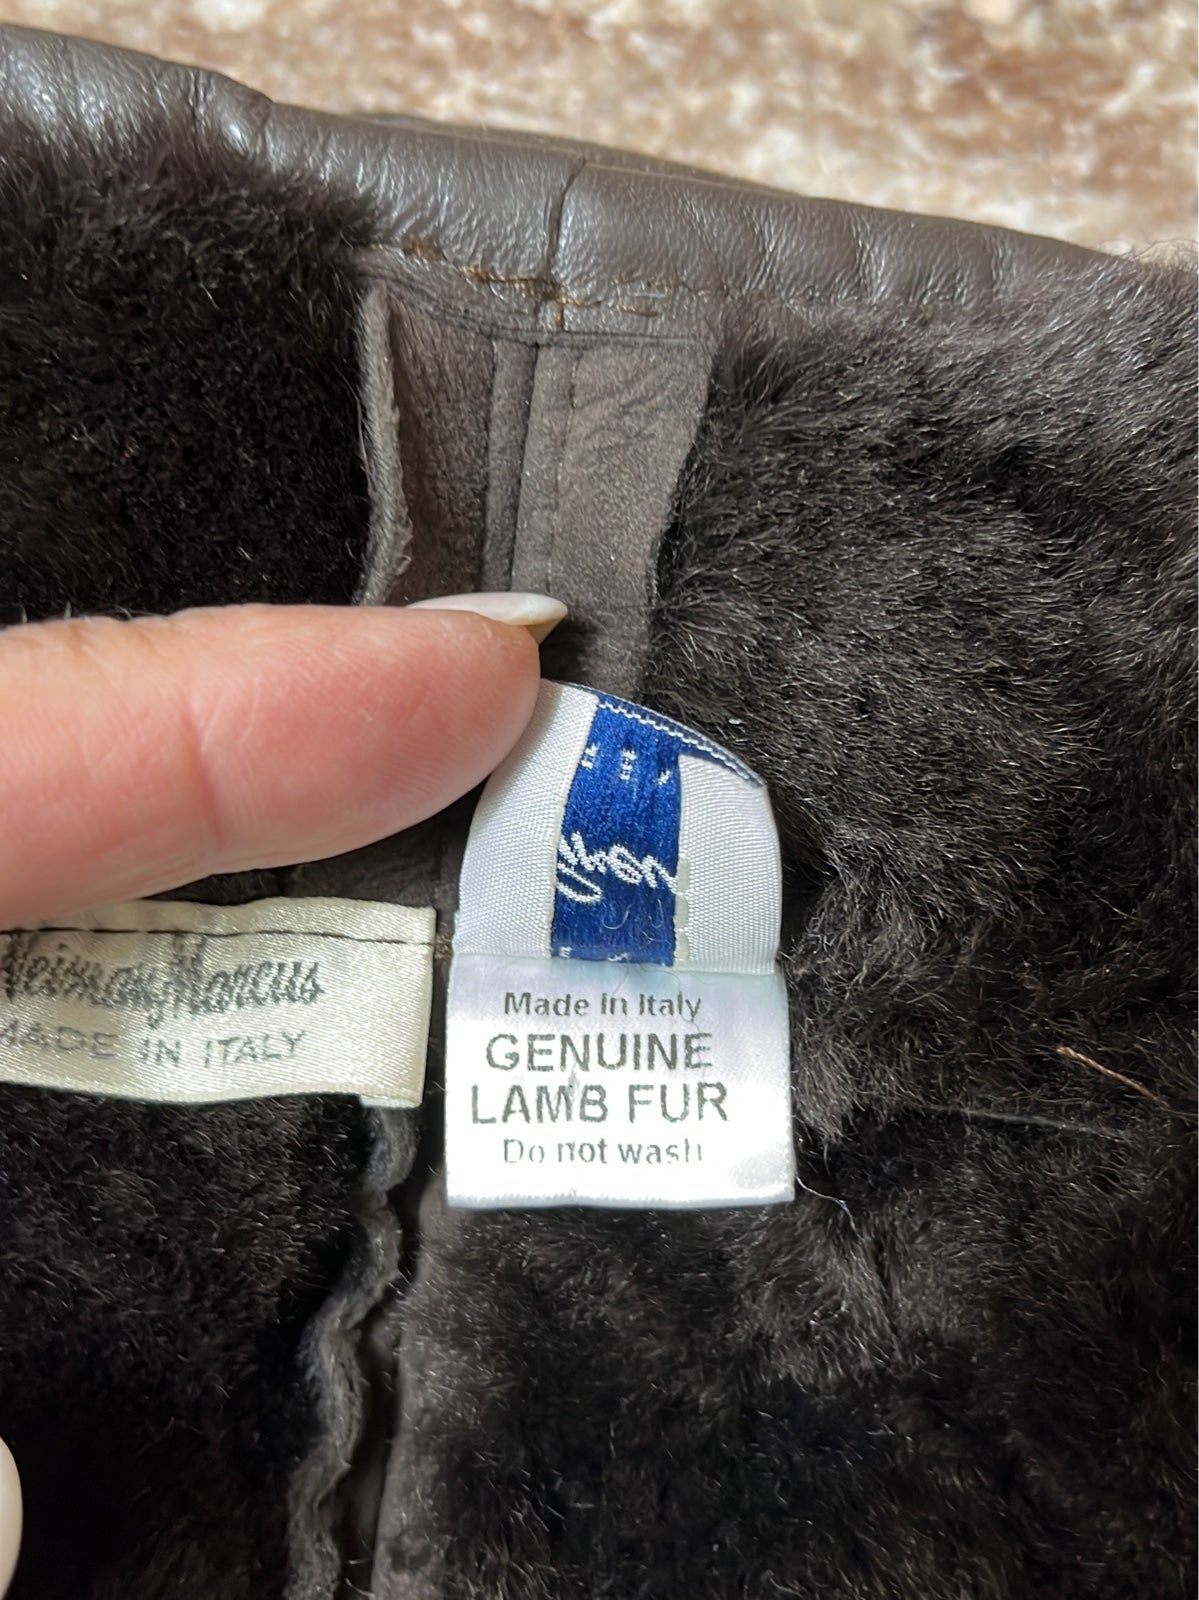 Neiman Marcus
MADE IN ITALY
Made in Italy
GENUINE
LAMB FUR
Do not wash